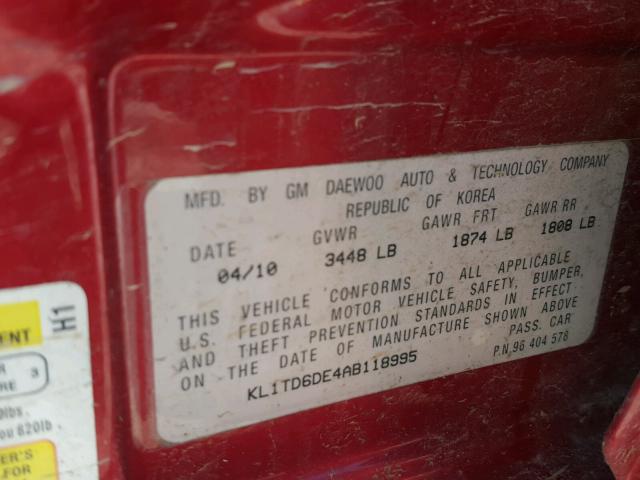 MFD. BY GM DAEWOO AUTO & TECHNOLOGY COMPANY
REPUBLIC OF KOREA
DATE GVWR GAWR FRT GAWR RR
04/10 3448 LB 1874 LB 1808 LB
THIS VEHICLE CONFORMS TO ALL APPLICABLE
U.S. FEDERAL MOTOR VEHICLE SAFETY, BUMPER,
AND THEFT PREVENTION STANDARDS IN EFFECT
ON THE DATE OF MANUFACTURE SHOWN ABOVE
PASS. CAR
KL1TD6DE4AB118995
P.N,96 404 578
H1
3
820lb